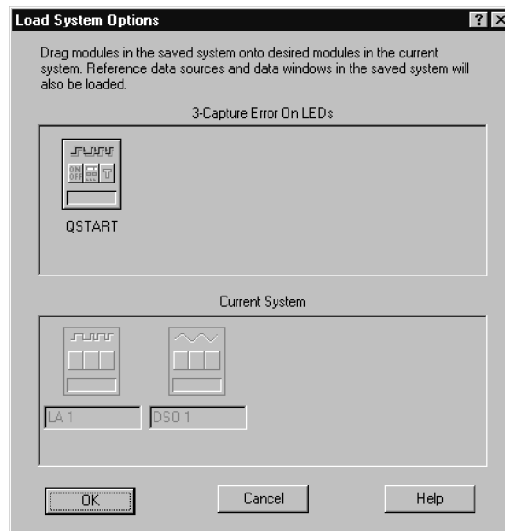 Load System Options
Drag modules in the saved system onto desired modules in the current
system. Reference data sources and data windows in the saved system will
also be loaded.
3-Capture Error On LEDs
ON
OFF
QSTART
Current System
LA 1
DSO 1
OK
Cancel
Help